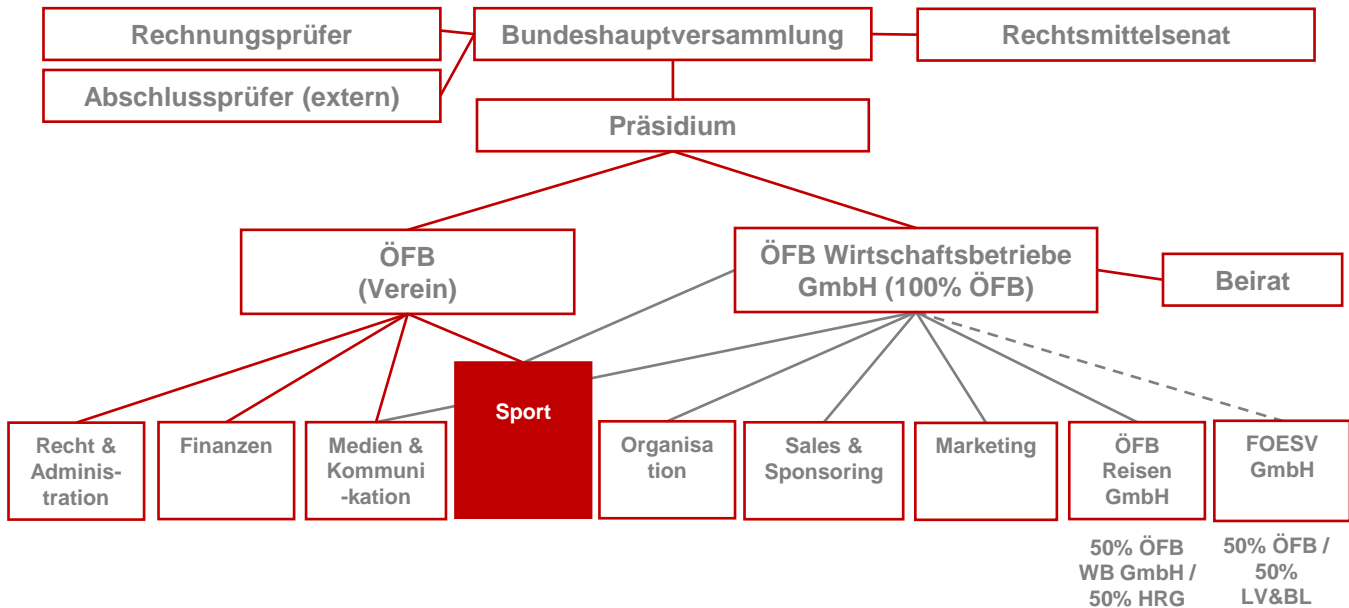 Rechnungsprüfer
Bundeshauptversammlung
Rechtsmittelsenat
Abschlussprüfer (extern)
Präsidium
ÖFB
(Verein)
ÖFB Wirtschaftsbetriebe
GmbH (100% ÖFB)
Beirat
Recht &
Adminis-
tration
Finanzen
Medien &
Kommuni
-kation
Sport
Organisa
tion
Sales &
Sponsoring
Marketing
ÖFB
Reisen
GmbH
FOESV
GmbH
50% ÖFB
WB GmbH /
50% HRG
50% ÖFB /
50%
LV&BL